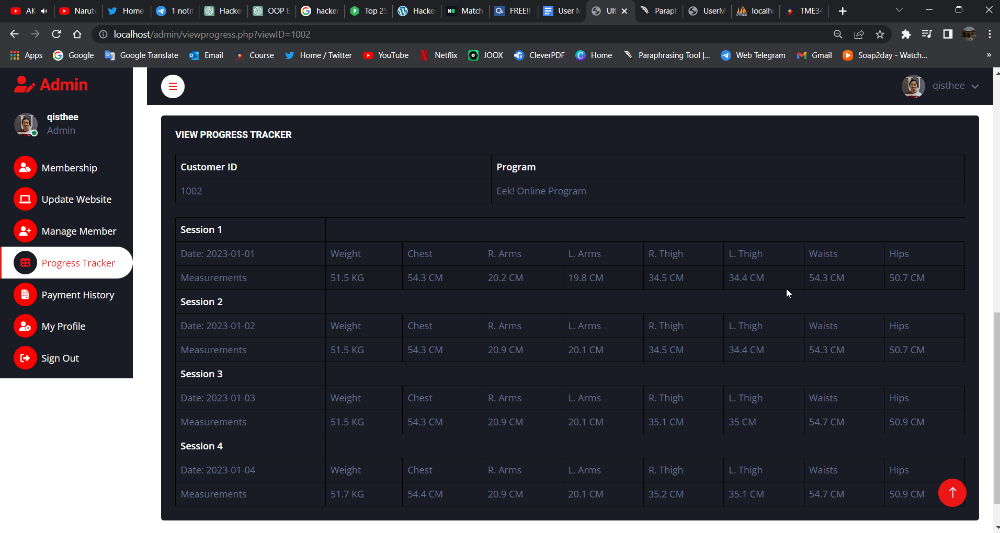 AK Naruto Home 1 notif Hacke OOP E hacker Top 25 Hacke Match FREE!! User M Ult Paraph UserM localh TME34
localhost/admin/viewprogress.php?viewID=1002
Apps Google Google Translate Email Course Home / Twitter YouTube Netflix JOOX CleverPDF Home Paraphrasing Tool |... Web Telegram Gmail Soap2day - Watch... »
Admin
qisthee
qisthee
Admin
Membership
Update Website
Manage Member
Progress Tracker
Payment History
My Profile
Sign Out
VIEW PROGRESS TRACKER
Customer ID Program
1002 Eek! Online Program
Session 1
Date: 2023-01-01 Weight Chest R. Arms L. Arms R. Thigh L. Thigh Waists Hips
Measurements 51.5 KG 54.3 CM 20.2 CM 19.8 CM 34.5 CM 34.4 CM 54.3 CM 50.7 CM
Session 2
Date: 2023-01-02 Weight Chest R. Arms L. Arms R. Thigh L. Thigh Waists Hips
Measurements 51.5 KG 54.3 CM 20.9 CM 20.1 CM 34.5 CM 34.4 CM 54.3 CM 50.7 CM
Session 3
Date: 2023-01-03 Weight Chest R. Arms L. Arms R. Thigh L. Thigh Waists Hips
Measurements 51.5 KG 54.3 CM 20.9 CM 20.1 CM 35.1 CM 35 CM 54.7 CM 50.9 CM
Session 4
Date: 2023-01-04 Weight Chest R. Arms L. Arms R. Thigh L. Thigh Waists Hips
Measurements 51.7 KG 54.4 CM 20.9 CM 20.1 CM 35.2 CM 35.1 CM 54.7 CM 50.9 CM